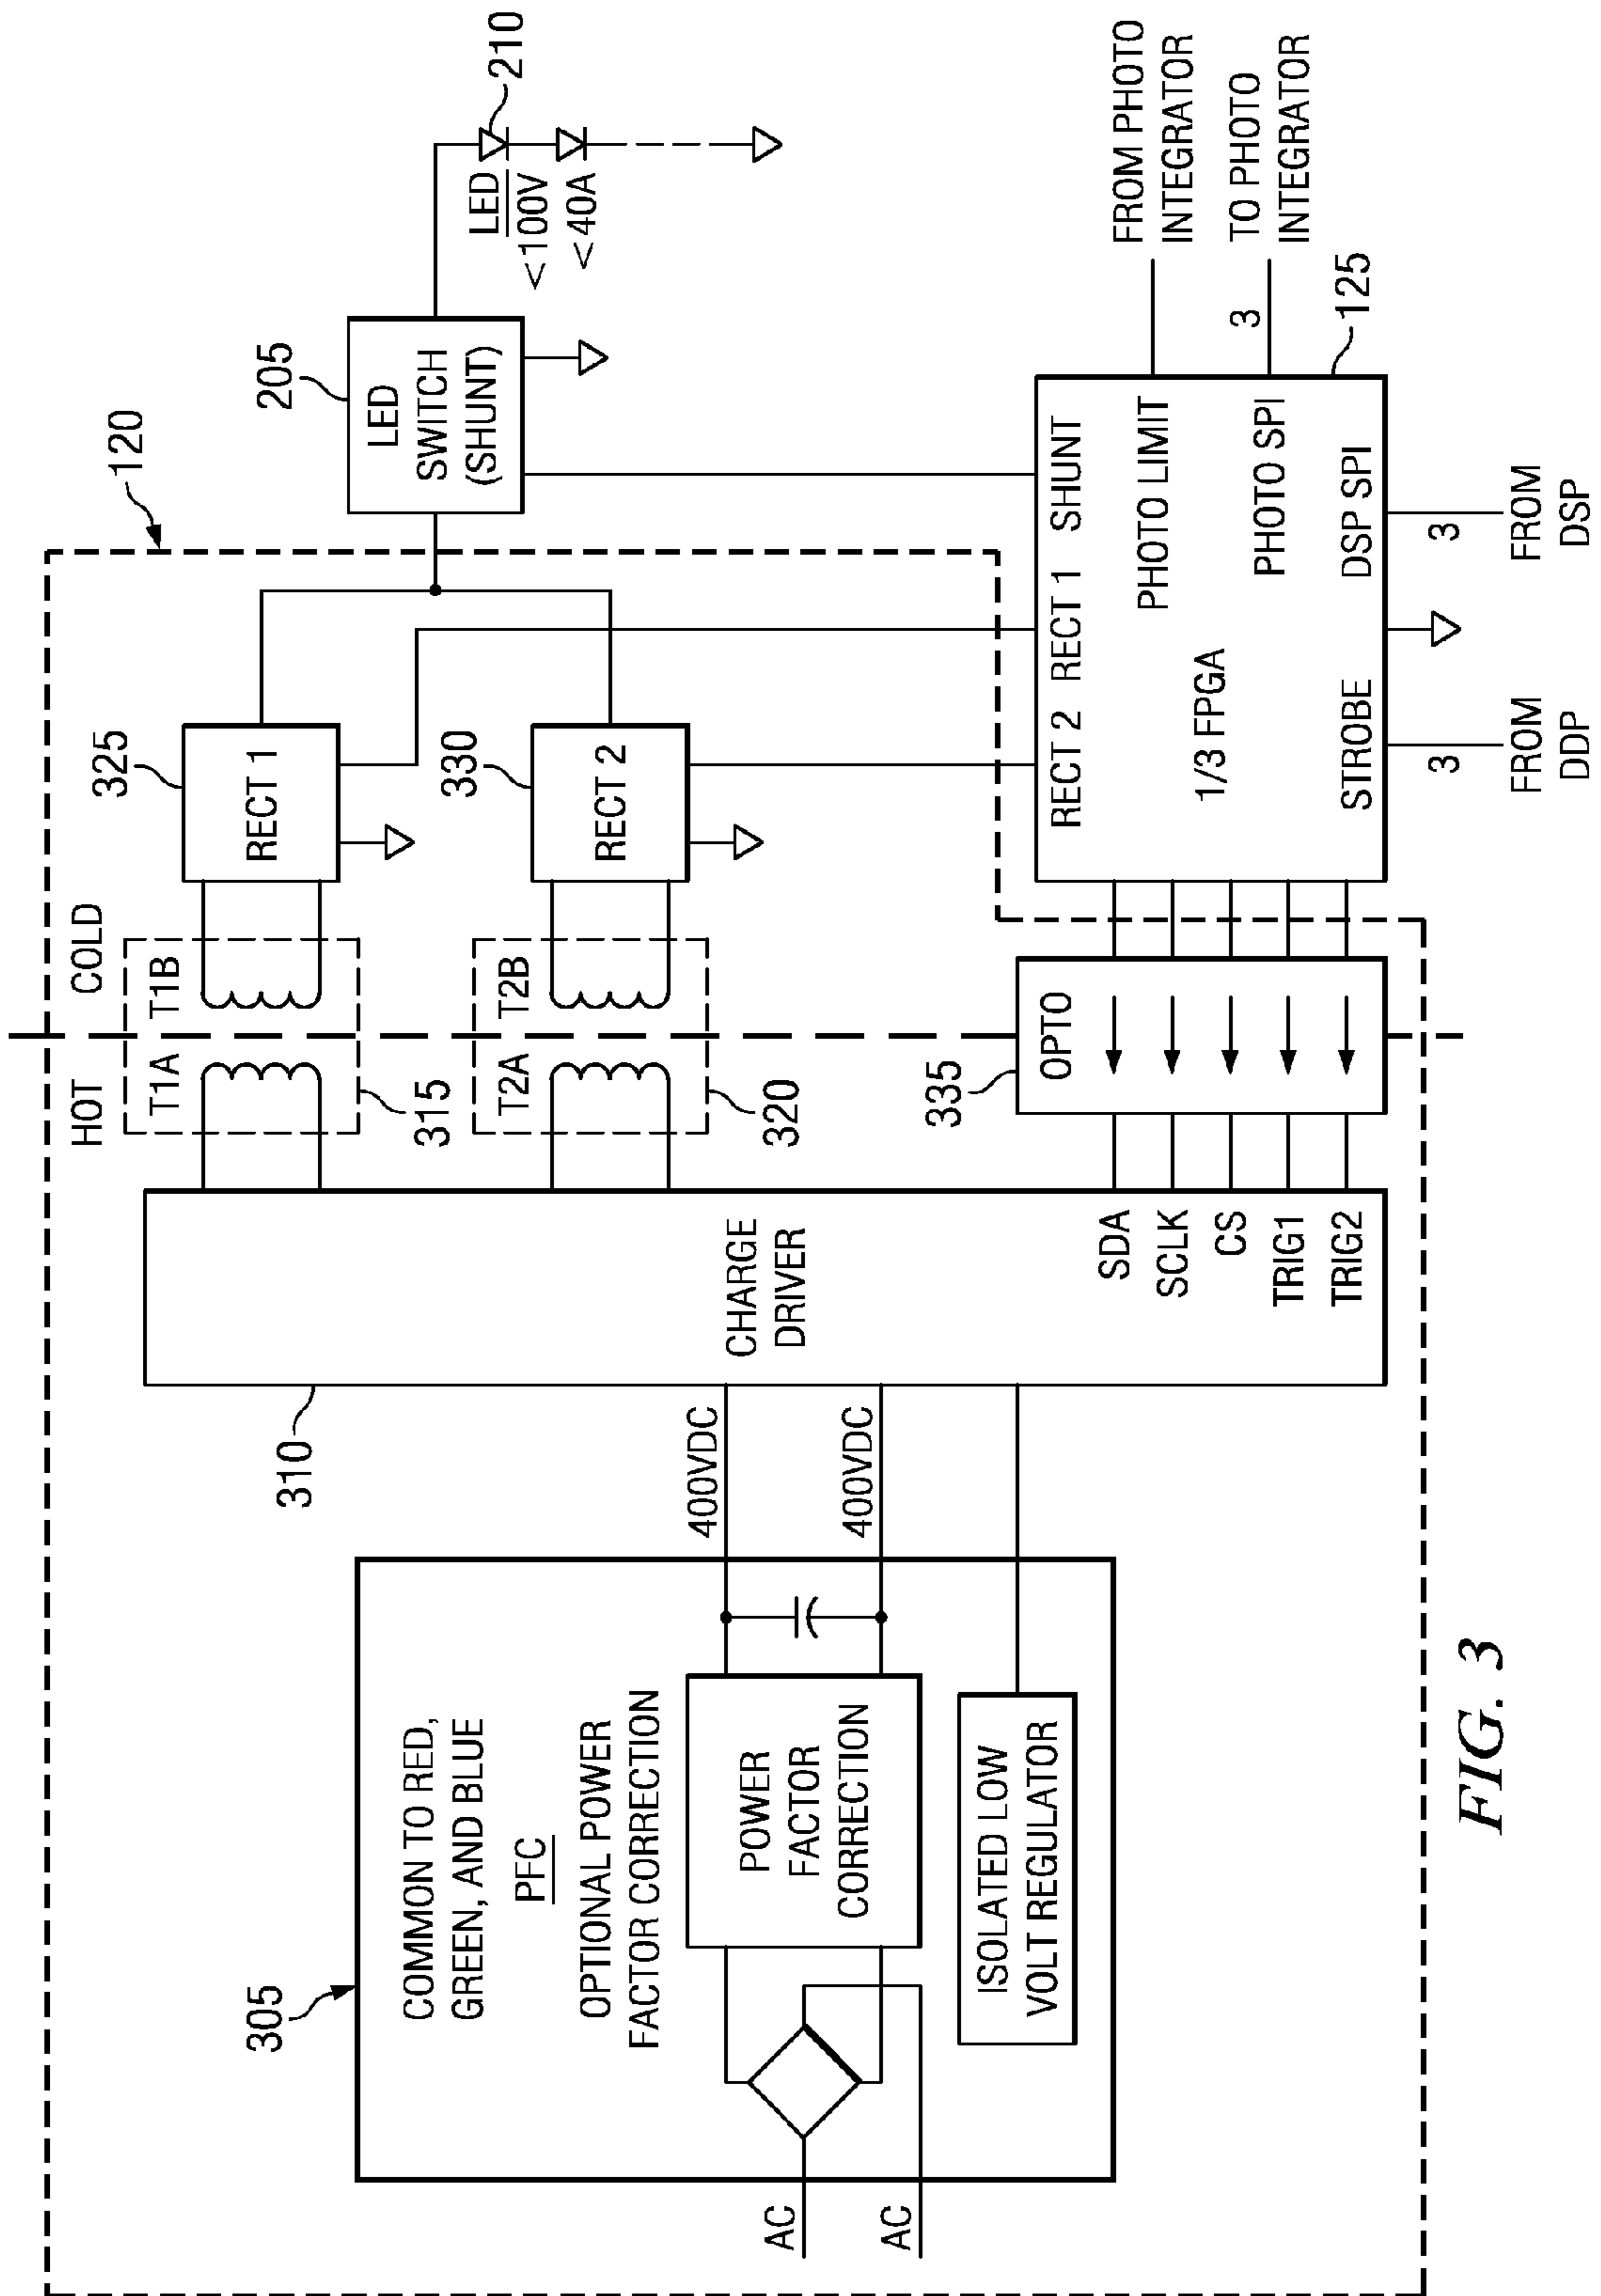 120
205
LED
SWITCH
(SHUNT)
210
LED
<100V
<40A
HOT
COLD
T1A
T1B
315
325
RECT 1
T2A
T2B
320
330
RECT 2
310
CHARGE
DRIVER
SDA
SCLK
CS
TRIG1
TRIG2
335
OPTO
RECT 2
RECT 1
SHUNT
PHOTO LIMIT
1/3 FPGA
PHOTO SPI
STROBE
DSP SPI
125
FROM PHOTO
INTEGRATOR
3
TO PHOTO
INTEGRATOR
3
FROM
DDP
3
FROM
DSP
305
COMMON TO RED,
GREEN, AND BLUE
PFC
OPTIONAL POWER
FACTOR CORRECTION
POWER
FACTOR
CORRECTION
400VDC
400VDC
AC
AC
ISOLATED LOW
VOLT REGULATOR
FIG. 3